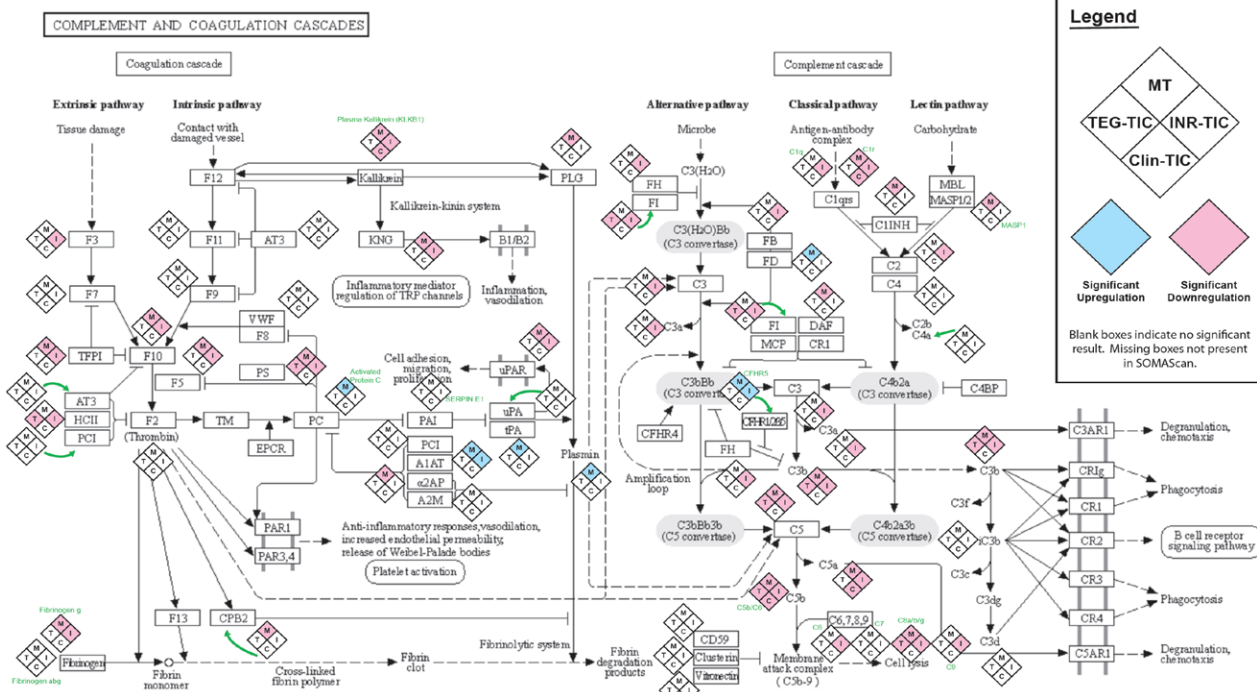 COMPLEMENT AND COAGULATION CASCADES
Coagulation cascade
Complement cascade
Extrinsic pathway
Intrinsic pathway
Alternative pathway
Classical pathway
Lectin pathway
Tissue damage
Contact with
damaged vessel
Plasma Kallikrein (KLKB1)
Microbe
Antigen-antibody
complex
Carbohydrate
C1q
C1r
F12
Kallikrein
PLG
C3(H2O)
FH
FI
C1qrs
MBL
MASP1/2
MASP1
C1INH
Kallikrein-kinin system
F3
F11
AT3
KNG
B1/B2
C3(H2O)Bb
(C3 convertase)
FB
FD
C2
C4
F7
F9
Inflammatory mediator
regulation of TRP channels
Inflammation,
vasodilation
C3
C3a
VWF
F8
FI
DAF
MCP
CR1
C2b
C4a
TFPI
F10
F5
PS
Activated
Protein C
Cell adhesion,
migration,
proliferation
uPAR
SERPINE1
C3bBb
(C3 convertase)
CFHR5
C3
C4b2a
(C3 convertase)
C4BP
AT3
HCII
PCI
F2
(Thrombin)
TM
PC
PAI
uPA
tPA
EPCR
PCI
A1AT
α2AP
A2M
Plasmin
CFHR4
FH
C3a
C3b
Amplification
loop
C3AR1
Degranulation,
chemotaxis
C3b
CRIg
C3f
CR1
Phagocytosis
PAR1
PAR3,4
Anti-inflammatory responses,vasodilation,
increased endothelial permeability,
release of Weibel-Palade bodies
Platelet activation
C3bBb3b
(C5 convertase)
C5
C4b2a3b
(C5 convertase)
iC3b
CR2
B cell receptor
signaling pathway
C5a
C3c
CR3
C5b/C6
C5b
C3dg
Phagocytosis
Fibrinogen g
F13
CPB2
C6
C6,7,8,9
C7
C8a/b/g
C9
CR4
C3d
Fibrinolytic system
Fibrinogen
Fibrinogen abg
Fibrin
monomer
Cross-linked
fibrin polymer
Fibrin
clot
Fibrin
degradation
products
CD59
Clusterin
Vitronectin
Membrane
attack complex
(C5b-9)
Cell lysis
C5AR1
Degranulation,
chemotaxis
Legend
MT
TEG-TIC
INR-TIC
Clin-TIC
Significant
Upregulation
Significant
Downregulation
Blank boxes indicate no significant
result. Missing boxes not present
in SOMAScan.